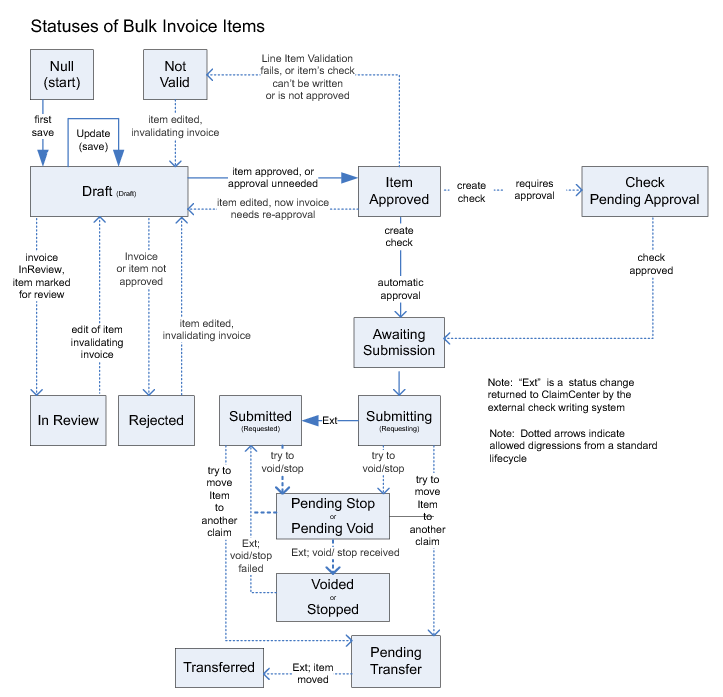 Statuses of Bulk Invoice Items
Null
(start)
Not
Valid
Line Item Validation
fails, or item's check
can't be written
or is not approved
first
save
Update
(save)
item edited,
invalidating invoice
Draft (Draft)
item approved, or
approval unneeded
item edited, now invoice
needs re-approval
Item
Approved
create
check
requires
approval
Check
Pending Approval
create
check
automatic
approval
check
approved
invoice
InReview,
item marked
for review
Invoice
or item not
approved
edit of item
invalidating
invoice
item edited,
invalidating invoice
Awaiting
Submission
In Review
Rejected
Submitted
(Requested)
Ext
Submitting
(Requesting)
Note: "Ext" is a status change
returned to ClaimCenter by the
external check writing system
Note: Dotted arrows indicate
allowed digressions from a standard
lifecycle
try to
move
Item
to
another
claim
try to
void/stop
try to
void/stop
try to
move
Item
to
another
claim
Pending Stop
or
Pending Void
Ext;
void/stop
failed
Ext; void/ stop received
Voided
or
Stopped
Transferred
Ext; item
moved
Pending
Transfer